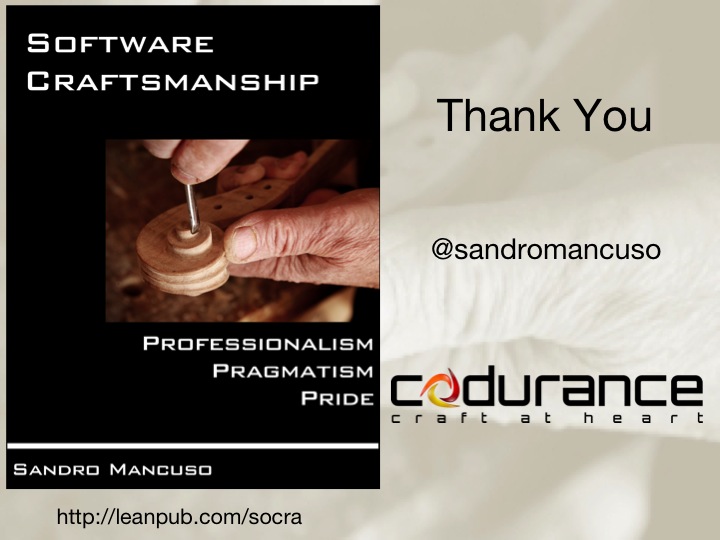 SOFTWARE
CRAFTSMANSHIP
PROFESSIONALISM
PRAGMATISM
PRIDE
SANDRO MANCUSO
http://leanpub.com/socra
Thank You
@sandromancuso
codurance
craft at heart